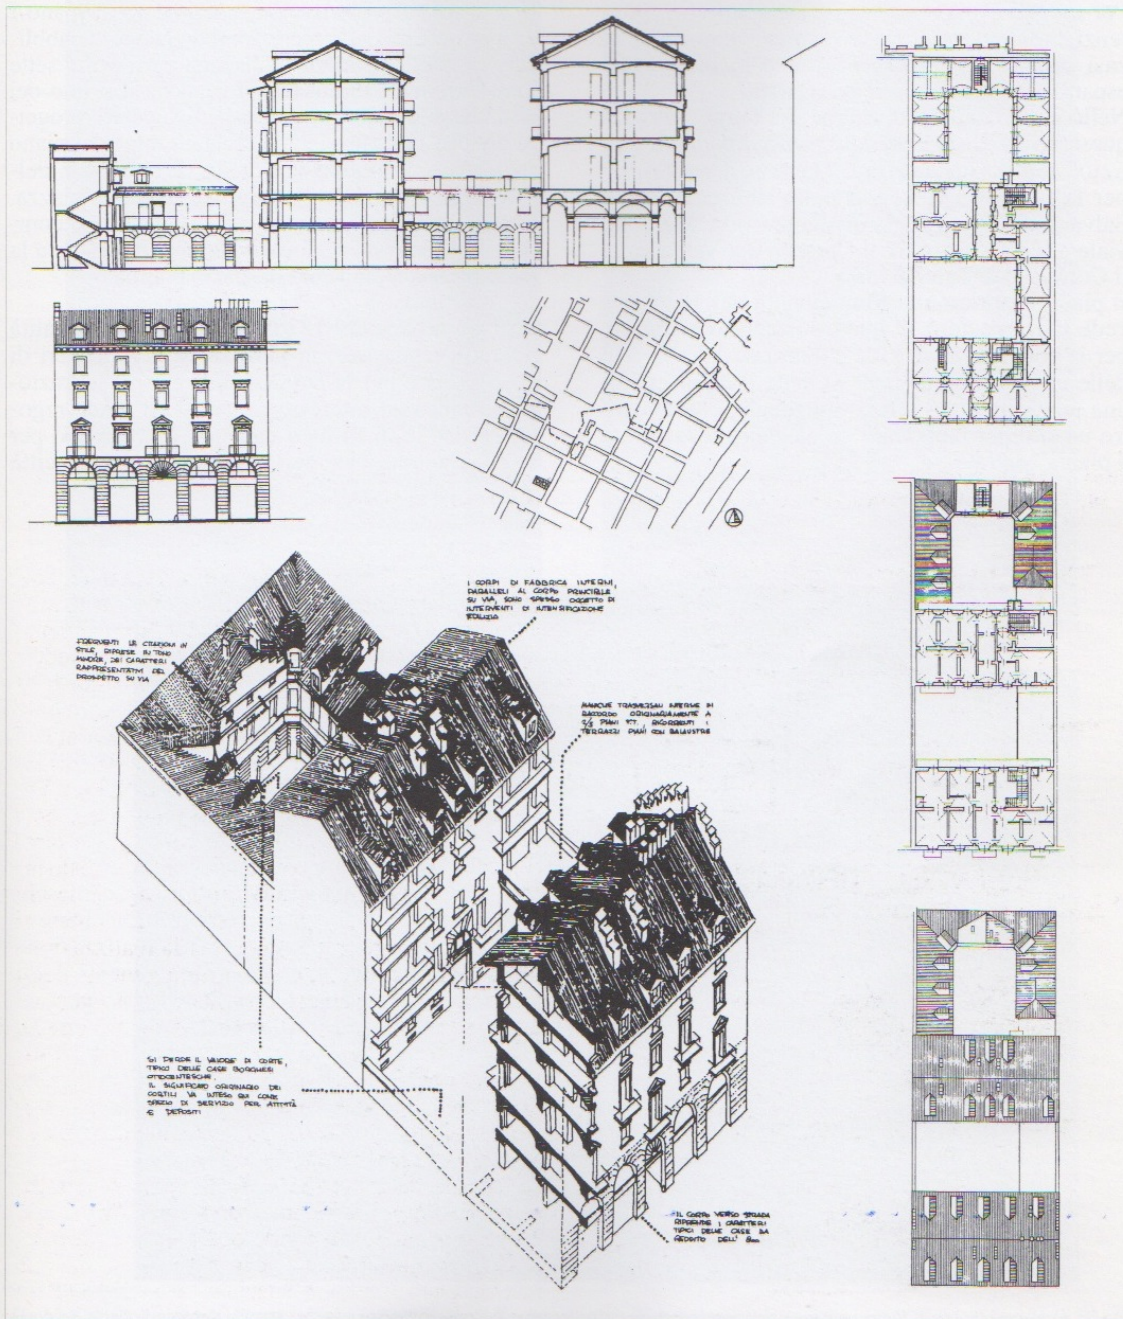 I CORPI DI FABBRICA INTERNI,
PARALLELI AL CORPO PRINCIPALE
SU VIA, SONO SPESSO OGGETTO DI
INTERVENTI DI INTENSIFICAZIONE
EDILIZIA
FREQUENTI LE CITAZIONI IN
STILE, RIPRESE IN TONO
MINORE, DEI CARATTERI
RAPPRESENTATIVI DEL
PROSPETTO SU VIA
MANICHE TRASVERSALI INTERNE DI
RACCORDO ORIGINARIAMENTE A
2/3 PIANI F.T. RICORRENTI I
TERRAZZI PIANI CON BALAUSTRE
SI PERDE IL VALORE DI CORTE,
TIPICO DELLE CASE BORGHESI
OTTOCENTESCHE.
IL SIGNIFICATO ORIGINARIO DEI
CORTILI VA INTESO QUI COME
SPAZIO DI SERVIZIO PER ATTIVITÀ
E DEPOSITI
IL CORPO VERSO STRADA
RIPRENDE I CARATTERI
TIPICI DELLE CASE DA
REDDITO DELL' 800